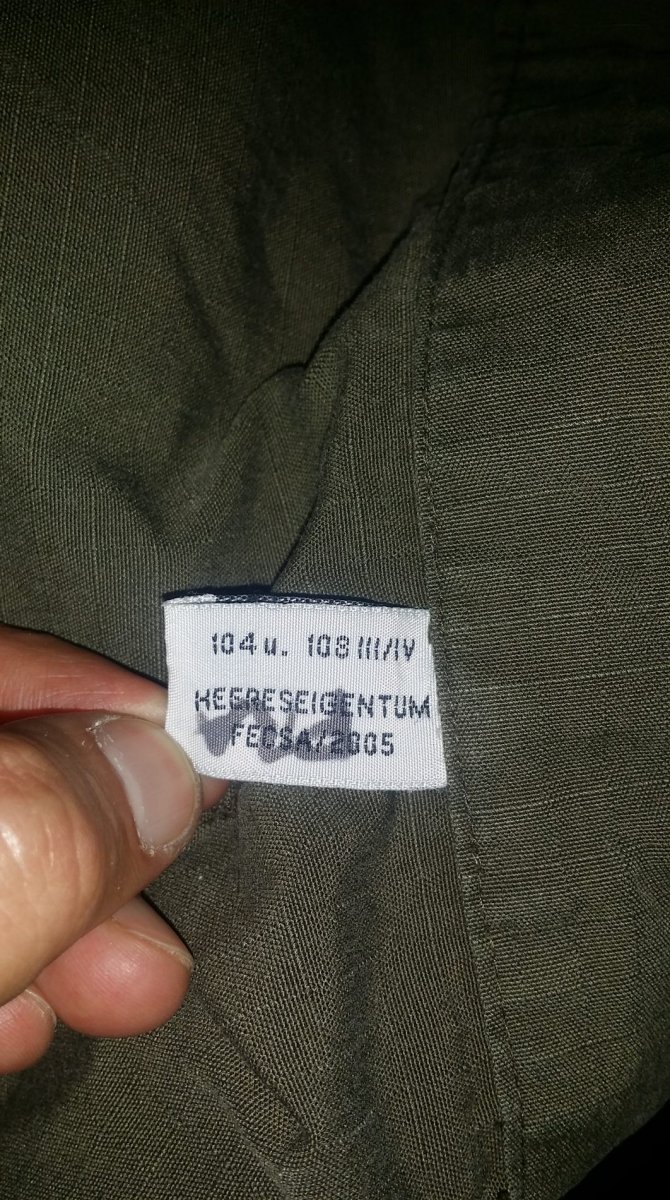 104 u. 108 III/IV
HEERESEIGENTUM
FECSA/2005